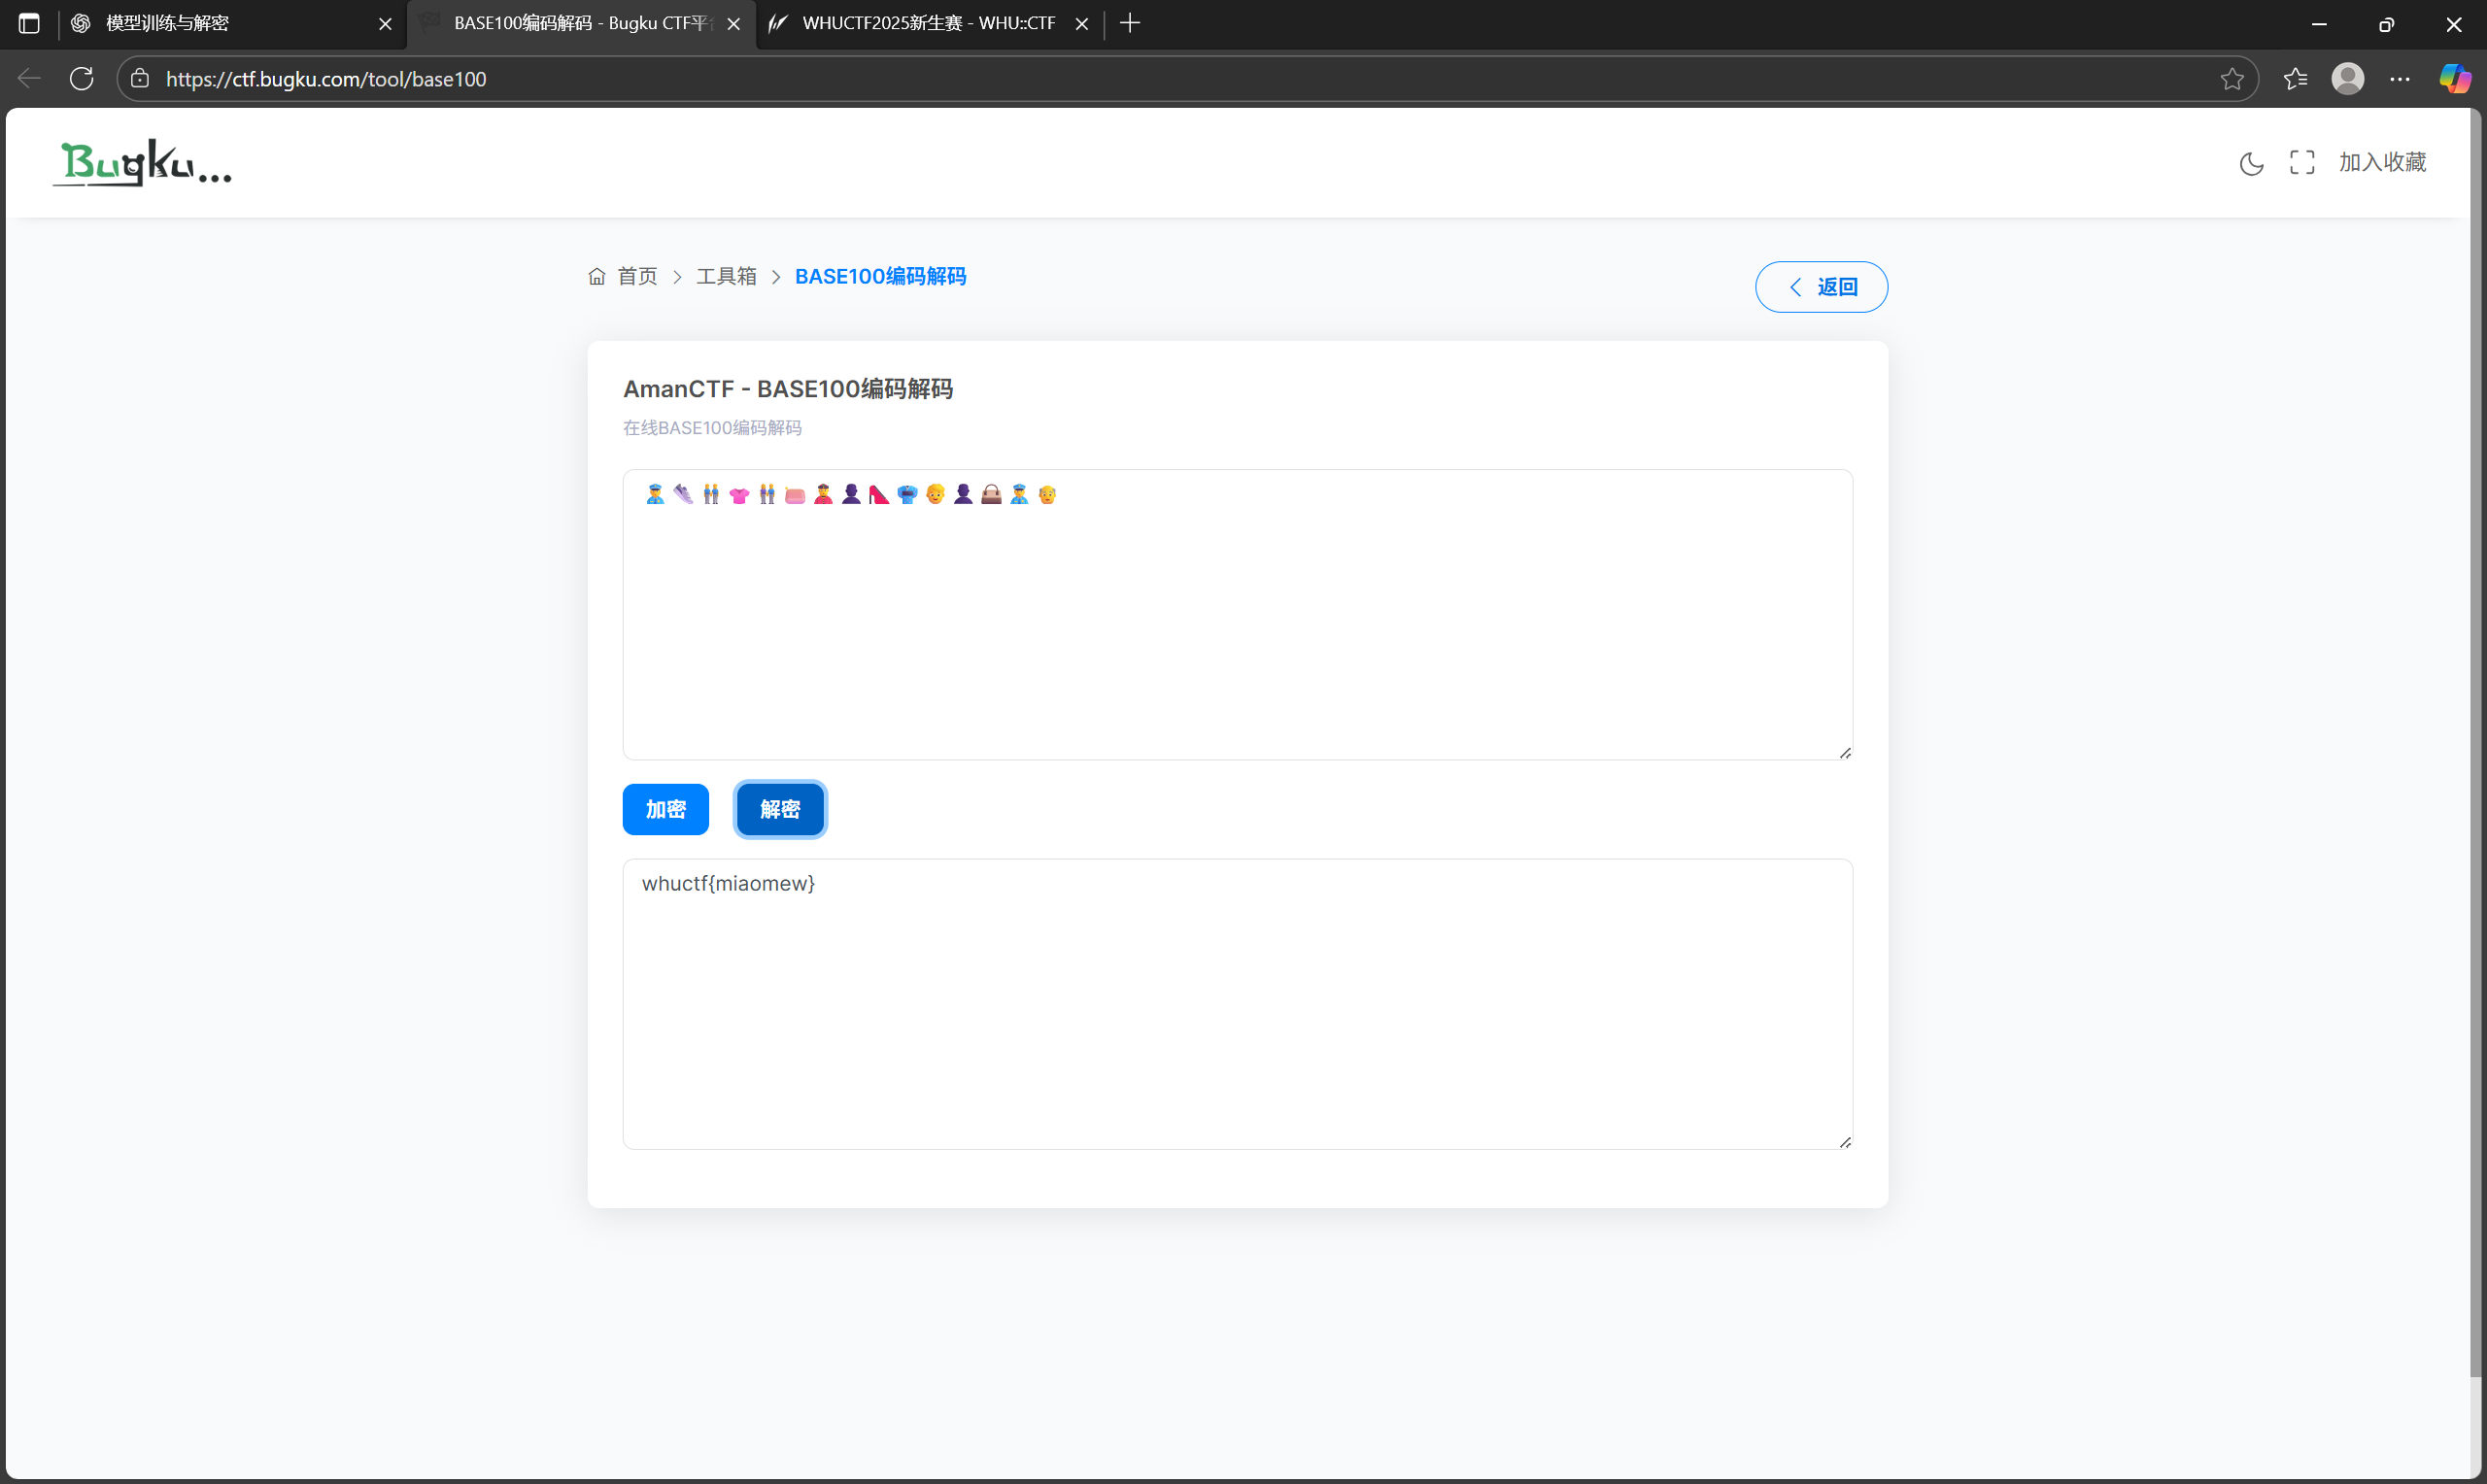 模型训练与解密
BASE100编码解码 - Bugku CTF平
WHUCTF2025新生赛 - WHU::CTF
https://ctf.bugku.com/tool/base100
Bugku...
加入收藏
首页 > 工具箱 > BASE100编码解码
返回
AmanCTF - BASE100编码解码
在线BASE100编码解码
👮👟👬👚👫👝👲👤👠👘👦👤👜👮👴
加密
解密
whuctf{miaomew}